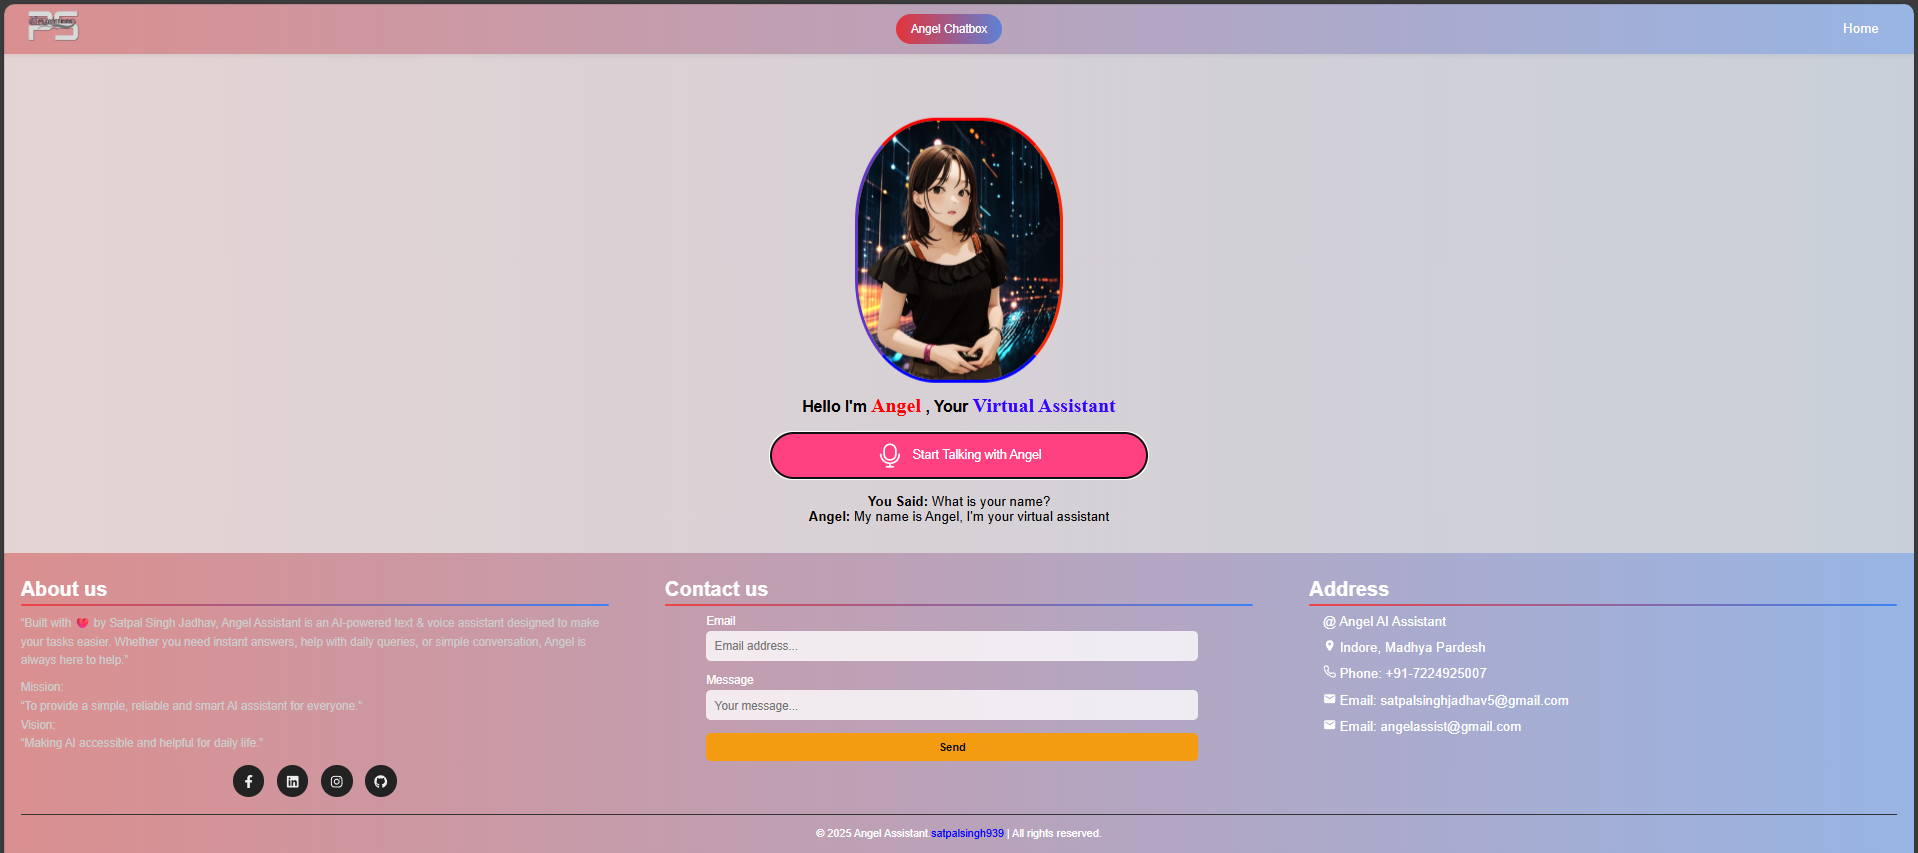 PS
Angel Chatbox
Home
Hello I'm Angel , Your Virtual Assistant
Start Talking with Angel
You Said: What is your name?
Angel: My name is Angel, I'm your virtual assistant
About us
“Built with 💔 by Satpal Singh Jadhav, Angel Assistant is an AI-powered text & voice assistant designed to make
your tasks easier. Whether you need instant answers, help with daily queries, or simple conversation, Angel is
always here to help.”
Mission:
“To provide a simple, reliable and smart AI assistant for everyone.”
Vision:
“Making AI accessible and helpful for daily life.”
Contact us
Email
Email address...
Message
Your message...
Send
Address
@ Angel AI Assistant
Indore, Madhya Pardesh
Phone: +91-7224925007
Email: satpalsinghjadhav5@gmail.com
Email: angelassist@gmail.com
© 2025 Angel Assistant.satpalsingh939 | All rights reserved.